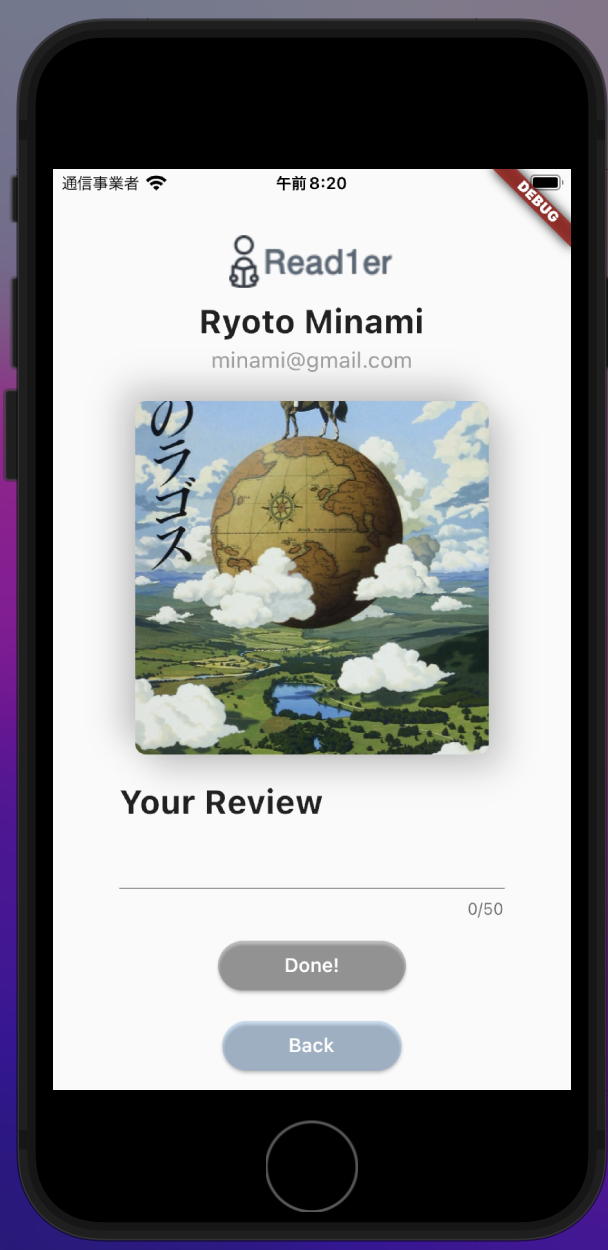 通信事業者 午前8:20
DEBUG
Read1er
Ryoto Minami
minami@gmail.com
のラゴス
Your Review
0/50
Done!
Back